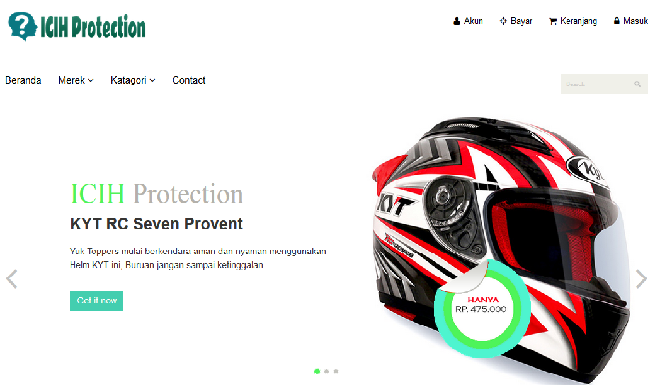 ICIH Protection
Akun Bayar Keranjang Masuk
Beranda Merek Katagori Contact
Search
ICIH Protection
KYT RC Seven Provent
Yuk Toppers mulai berkendara aman dan nyaman menggunakan
Helm KYT ini, Buruan jangan sampai ketinggalan
Get it now
KYT
KYT
HANYA
RP. 475.000